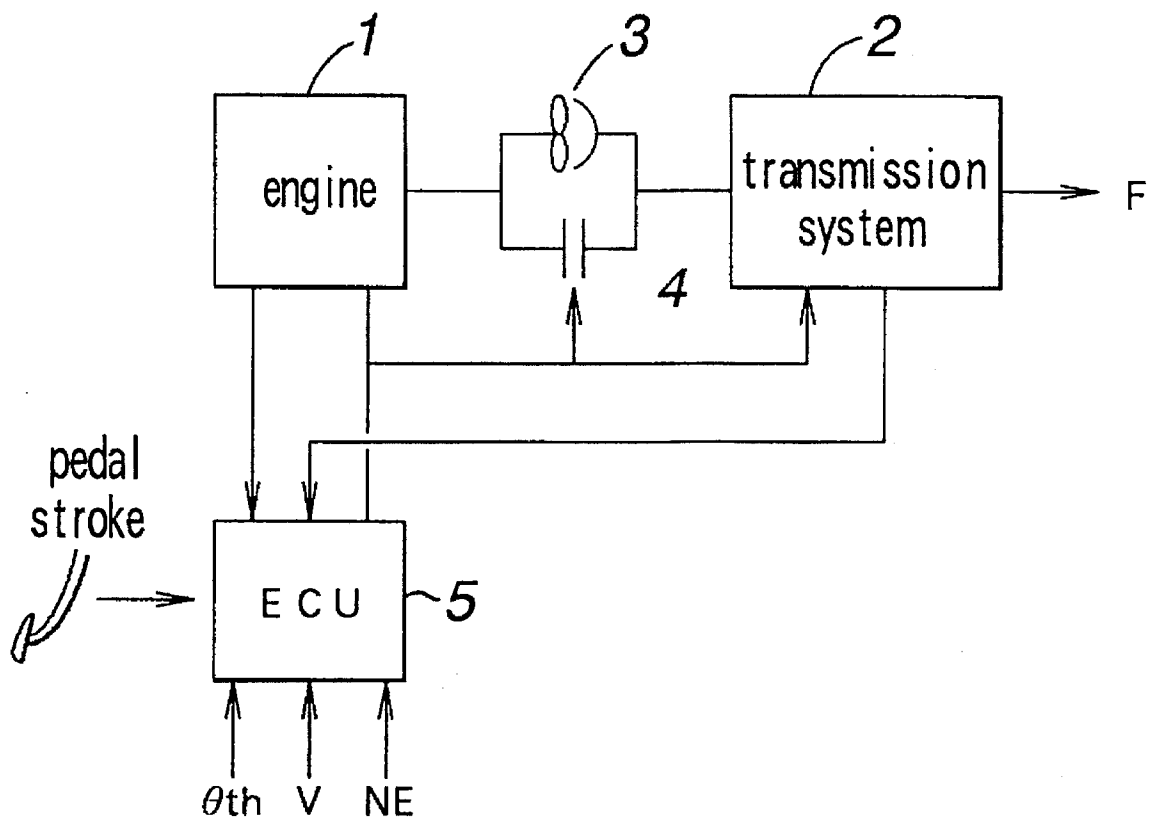 1
3
2
engine
transmission
system
F
4
pedal
stroke
ECU
5
θth V NE